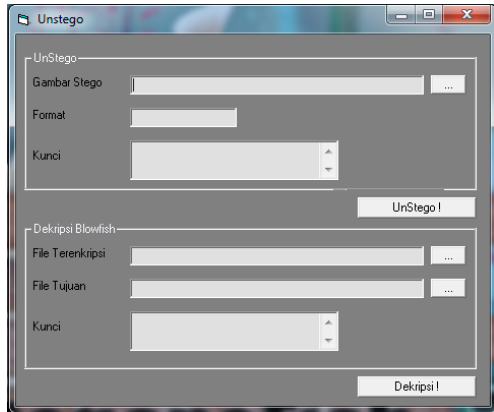 Unstego
UnStego
Gambar Stego
...
Format
Kunci
UnStego !
Dekripsi Blowfish
File Terenkripsi
...
File Tujuan
...
Kunci
Dekripsi !